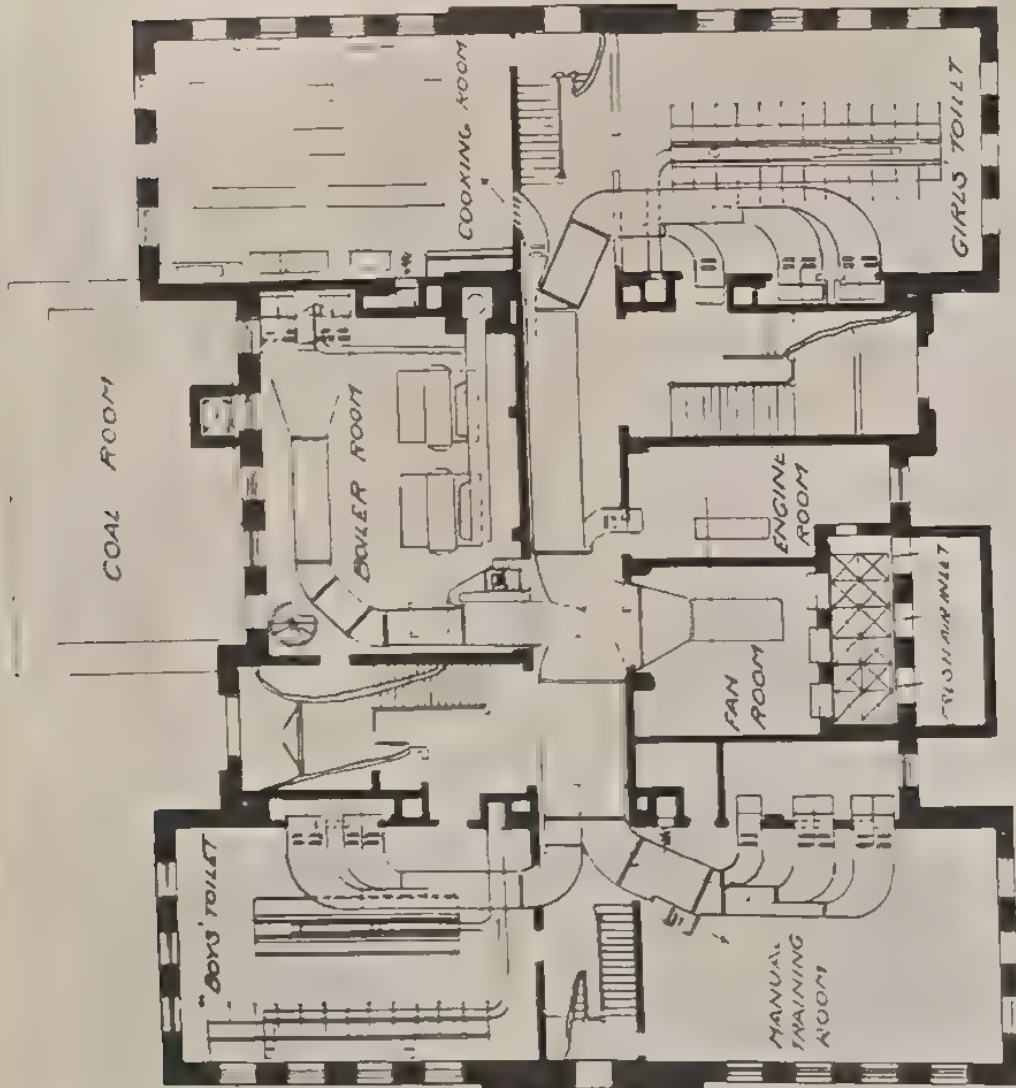 COOKING ROOM
GIRLS' TOILET
COAL ROOM
BOILER ROOM
ENGINE
ROOM
FAN
ROOM
FRESH AIR INLET
"BOYS' TOILET
MANUAL
TRAINING
ROOM